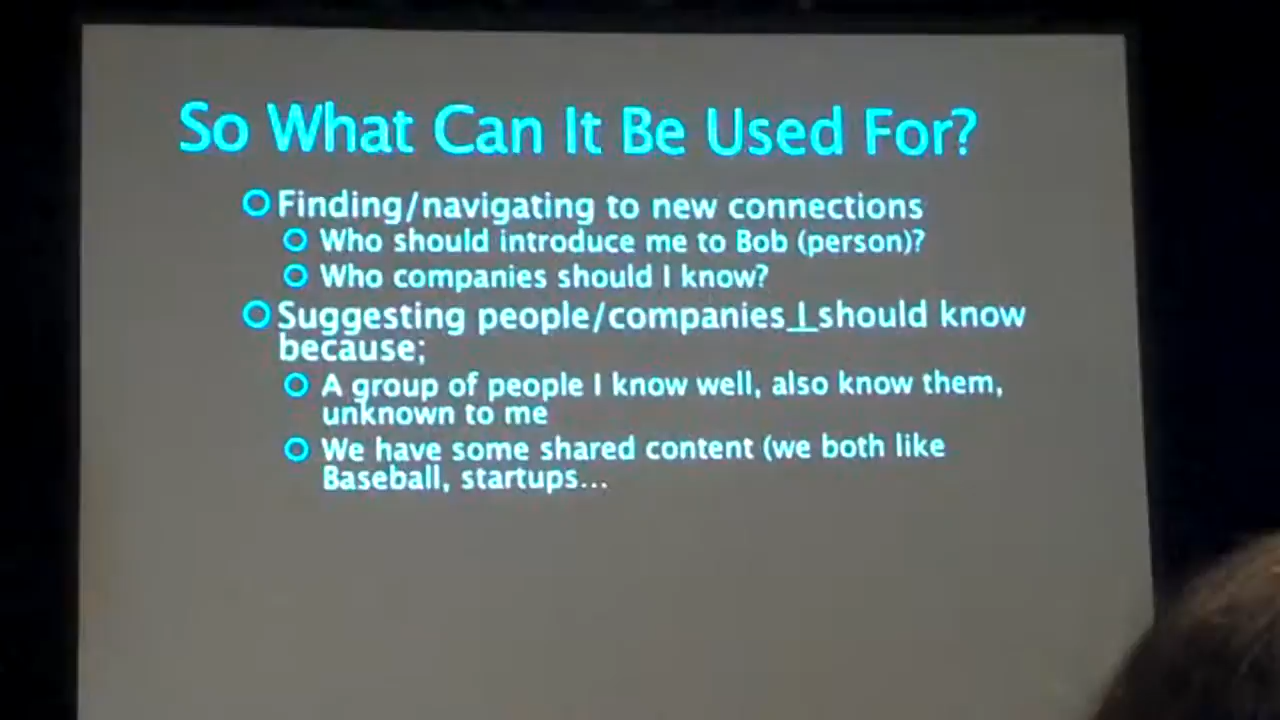 So What Can It Be Used For?
Finding/navigating to new connections
Who should introduce me to Bob (person)?
Who companies should I know?
Suggesting people/companies I should know
because;
A group of people I know well, also know them,
unknown to me
We have some shared content (we both like
Baseball, startups...